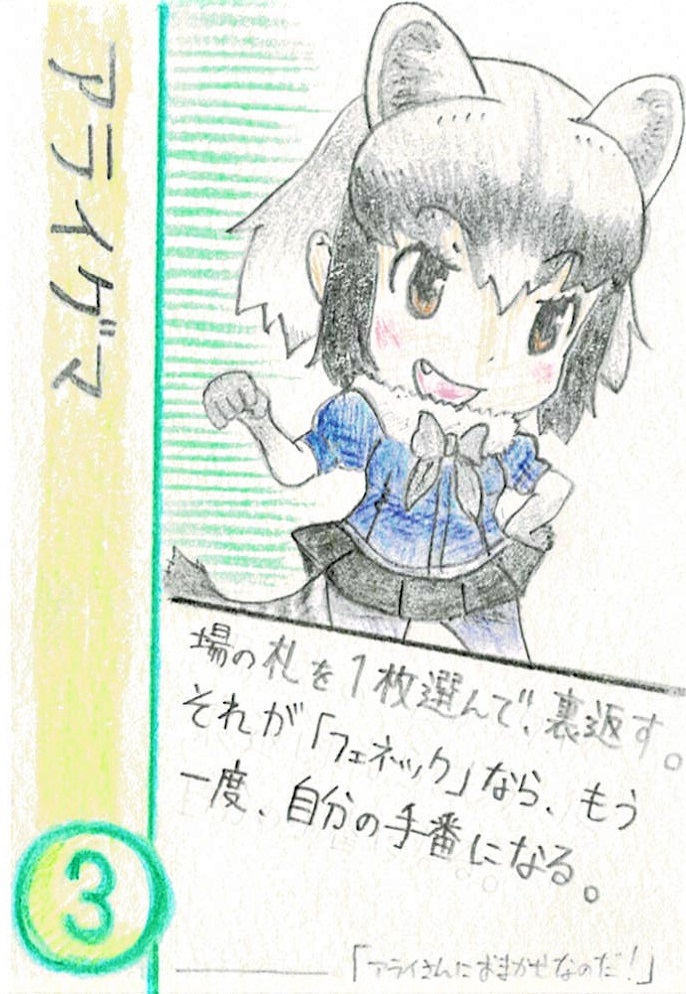 アライグマ
場の札を1枚選んで、裏返す。
それが「フェネック」なら、もう
一度、自分の手番になる。
3
「アライさんにおまかせなのだ！」